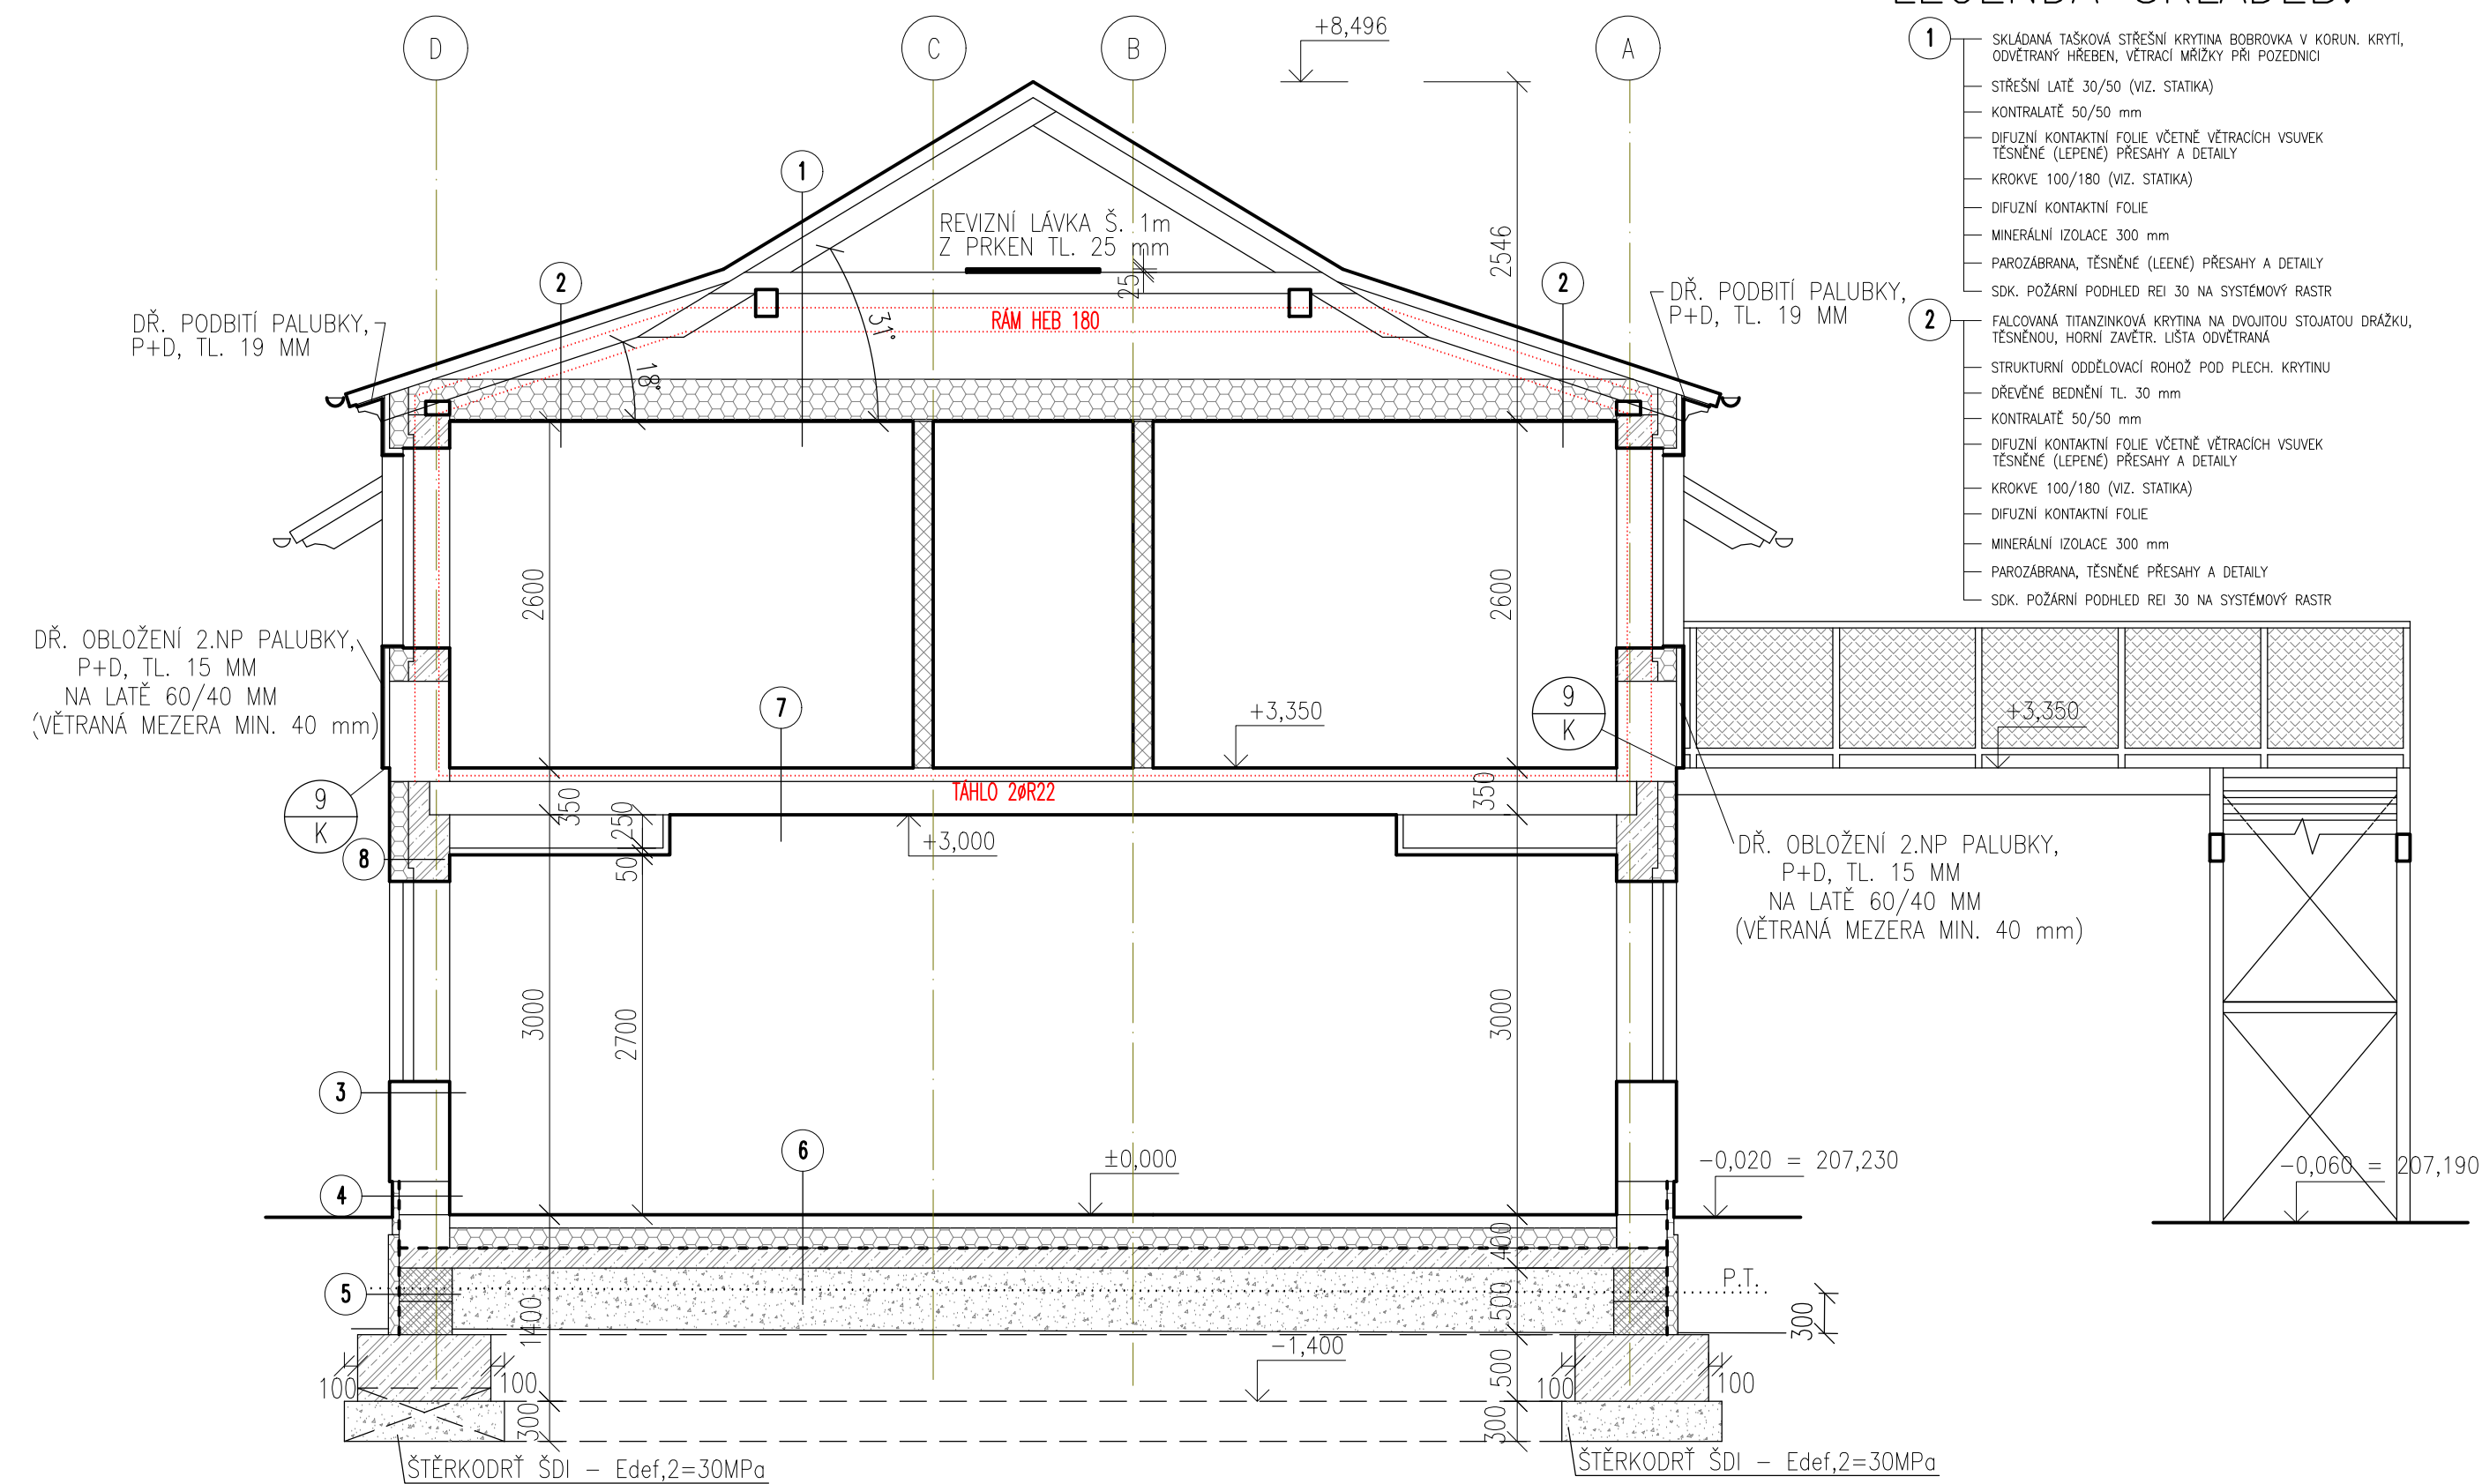 D
C
B
A
+8,496
1
2
2
REVIZNÍ LÁVKA Š. 1m
Z PRKEN TL. 25 mm
25
2546
DŘ. PODBITÍ PALUBKY,
P+D, TL. 19 MM
RÁM HEB 180
DŘ. PODBITÍ PALUBKY,
P+D, TL. 19 MM
31°
18°
2600
2600
DŘ. OBLOŽENÍ 2.NP PALUBKY,
P+D, TL. 15 MM
NA LATĚ 60/40 MM
(VĚTRANÁ MEZERA MIN. 40 mm)
7
+3,350
9
K
+3,350
9
K
350
250
TÁHLO 2øR22
350
8
50
+3,000
DŘ. OBLOŽENÍ 2.NP PALUBKY,
P+D, TL. 15 MM
NA LATĚ 60/40 MM
(VĚTRANÁ MEZERA MIN. 40 mm)
3000
2700
3000
3
6
±0,000
-0,020 = 207,230
-0,060 = 207,190
4
400
5
P.T.
1400
500
300
-1,400
100
100
500
100
100
300
300
ŠTĚRKODRŤ ŠDI - Edef,2=30MPa
ŠTĚRKODRŤ ŠDI - Edef,2=30MPa
1
SKLÁDANÁ TAŠKOVÁ STŘEŠNÍ KRYTINA BOBROVKA V KORUN. KRYTÍ,
ODVĚTRANÝ HŘEBEN, VĚTRACÍ MŘÍŽKY PŘI POZEDNICI
STŘEŠNÍ LATĚ 30/50 (VIZ. STATIKA)
KONTRALATĚ 50/50 mm
DIFUZNÍ KONTAKTNÍ FOLIE VČETNĚ VĚTRACÍCH VSUVEK
TĚSNĚNÉ (LEPENÉ) PŘESAHY A DETAILY
KROKVE 100/180 (VIZ. STATIKA)
DIFUZNÍ KONTAKTNÍ FOLIE
MINERÁLNÍ IZOLACE 300 mm
PAROZÁBRANA, TĚSNĚNÉ (LEENÉ) PŘESAHY A DETAILY
SDK. POŽÁRNÍ PODHLED REI 30 NA SYSTÉMOVÝ RASTR
2
FALCOVANÁ TITANZINKOVÁ KRYTINA NA DVOJITOU STOJATOU DRÁŽKU,
TĚSNĚNOU, HORNÍ ZAVĚTR. LIŠTA ODVĚTRANÁ
STRUKTURNÍ ODDĚLOVACÍ ROHOŽ POD PLECH. KRYTINU
DŘEVĚNÉ BEDNĚNÍ TL. 30 mm
KONTRALATĚ 50/50 mm
DIFUZNÍ KONTAKTNÍ FOLIE VČETNĚ VĚTRACÍCH VSUVEK
TĚSNĚNÉ (LEPENÉ) PŘESAHY A DETAILY
KROKVE 100/180 (VIZ. STATIKA)
DIFUZNÍ KONTAKTNÍ FOLIE
MINERÁLNÍ IZOLACE 300 mm
PAROZÁBRANA, TĚSNĚNÉ PŘESAHY A DETAILY
SDK. POŽÁRNÍ PODHLED REI 30 NA SYSTÉMOVÝ RASTR